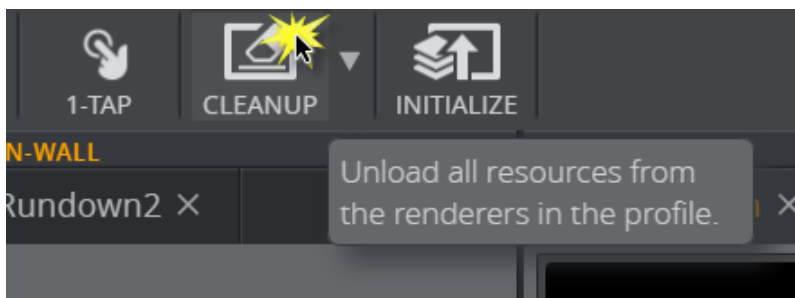 1-TAP
CLEANUP
INITIALIZE
N-WALL
Rundown2 ×
Unload all resources from
the renderers in the profile.